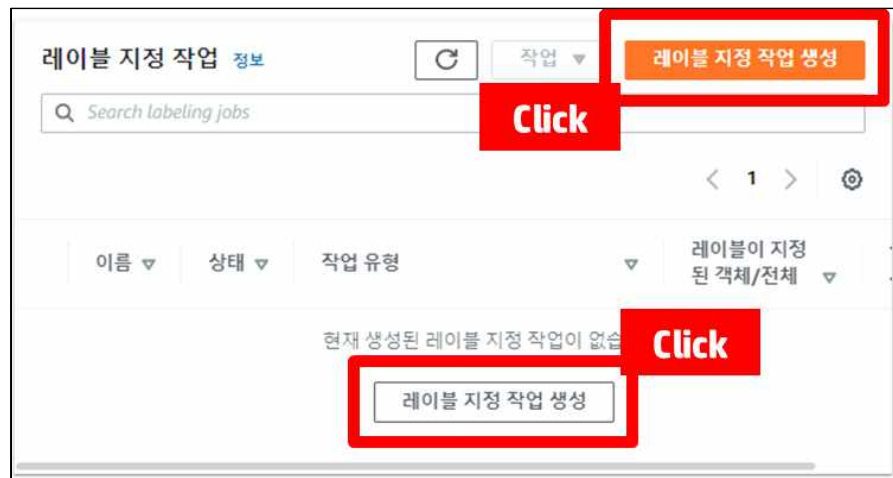 레이블 지정 작업 정보
작업
레이블 지정 작업 생성
Search labeling jobs
Click
1
이름
상태
작업 유형
레이블이 지정
된 객체/전체
현재 생성된 레이블 지정 작업이 없습
Click
레이블 지정 작업 생성